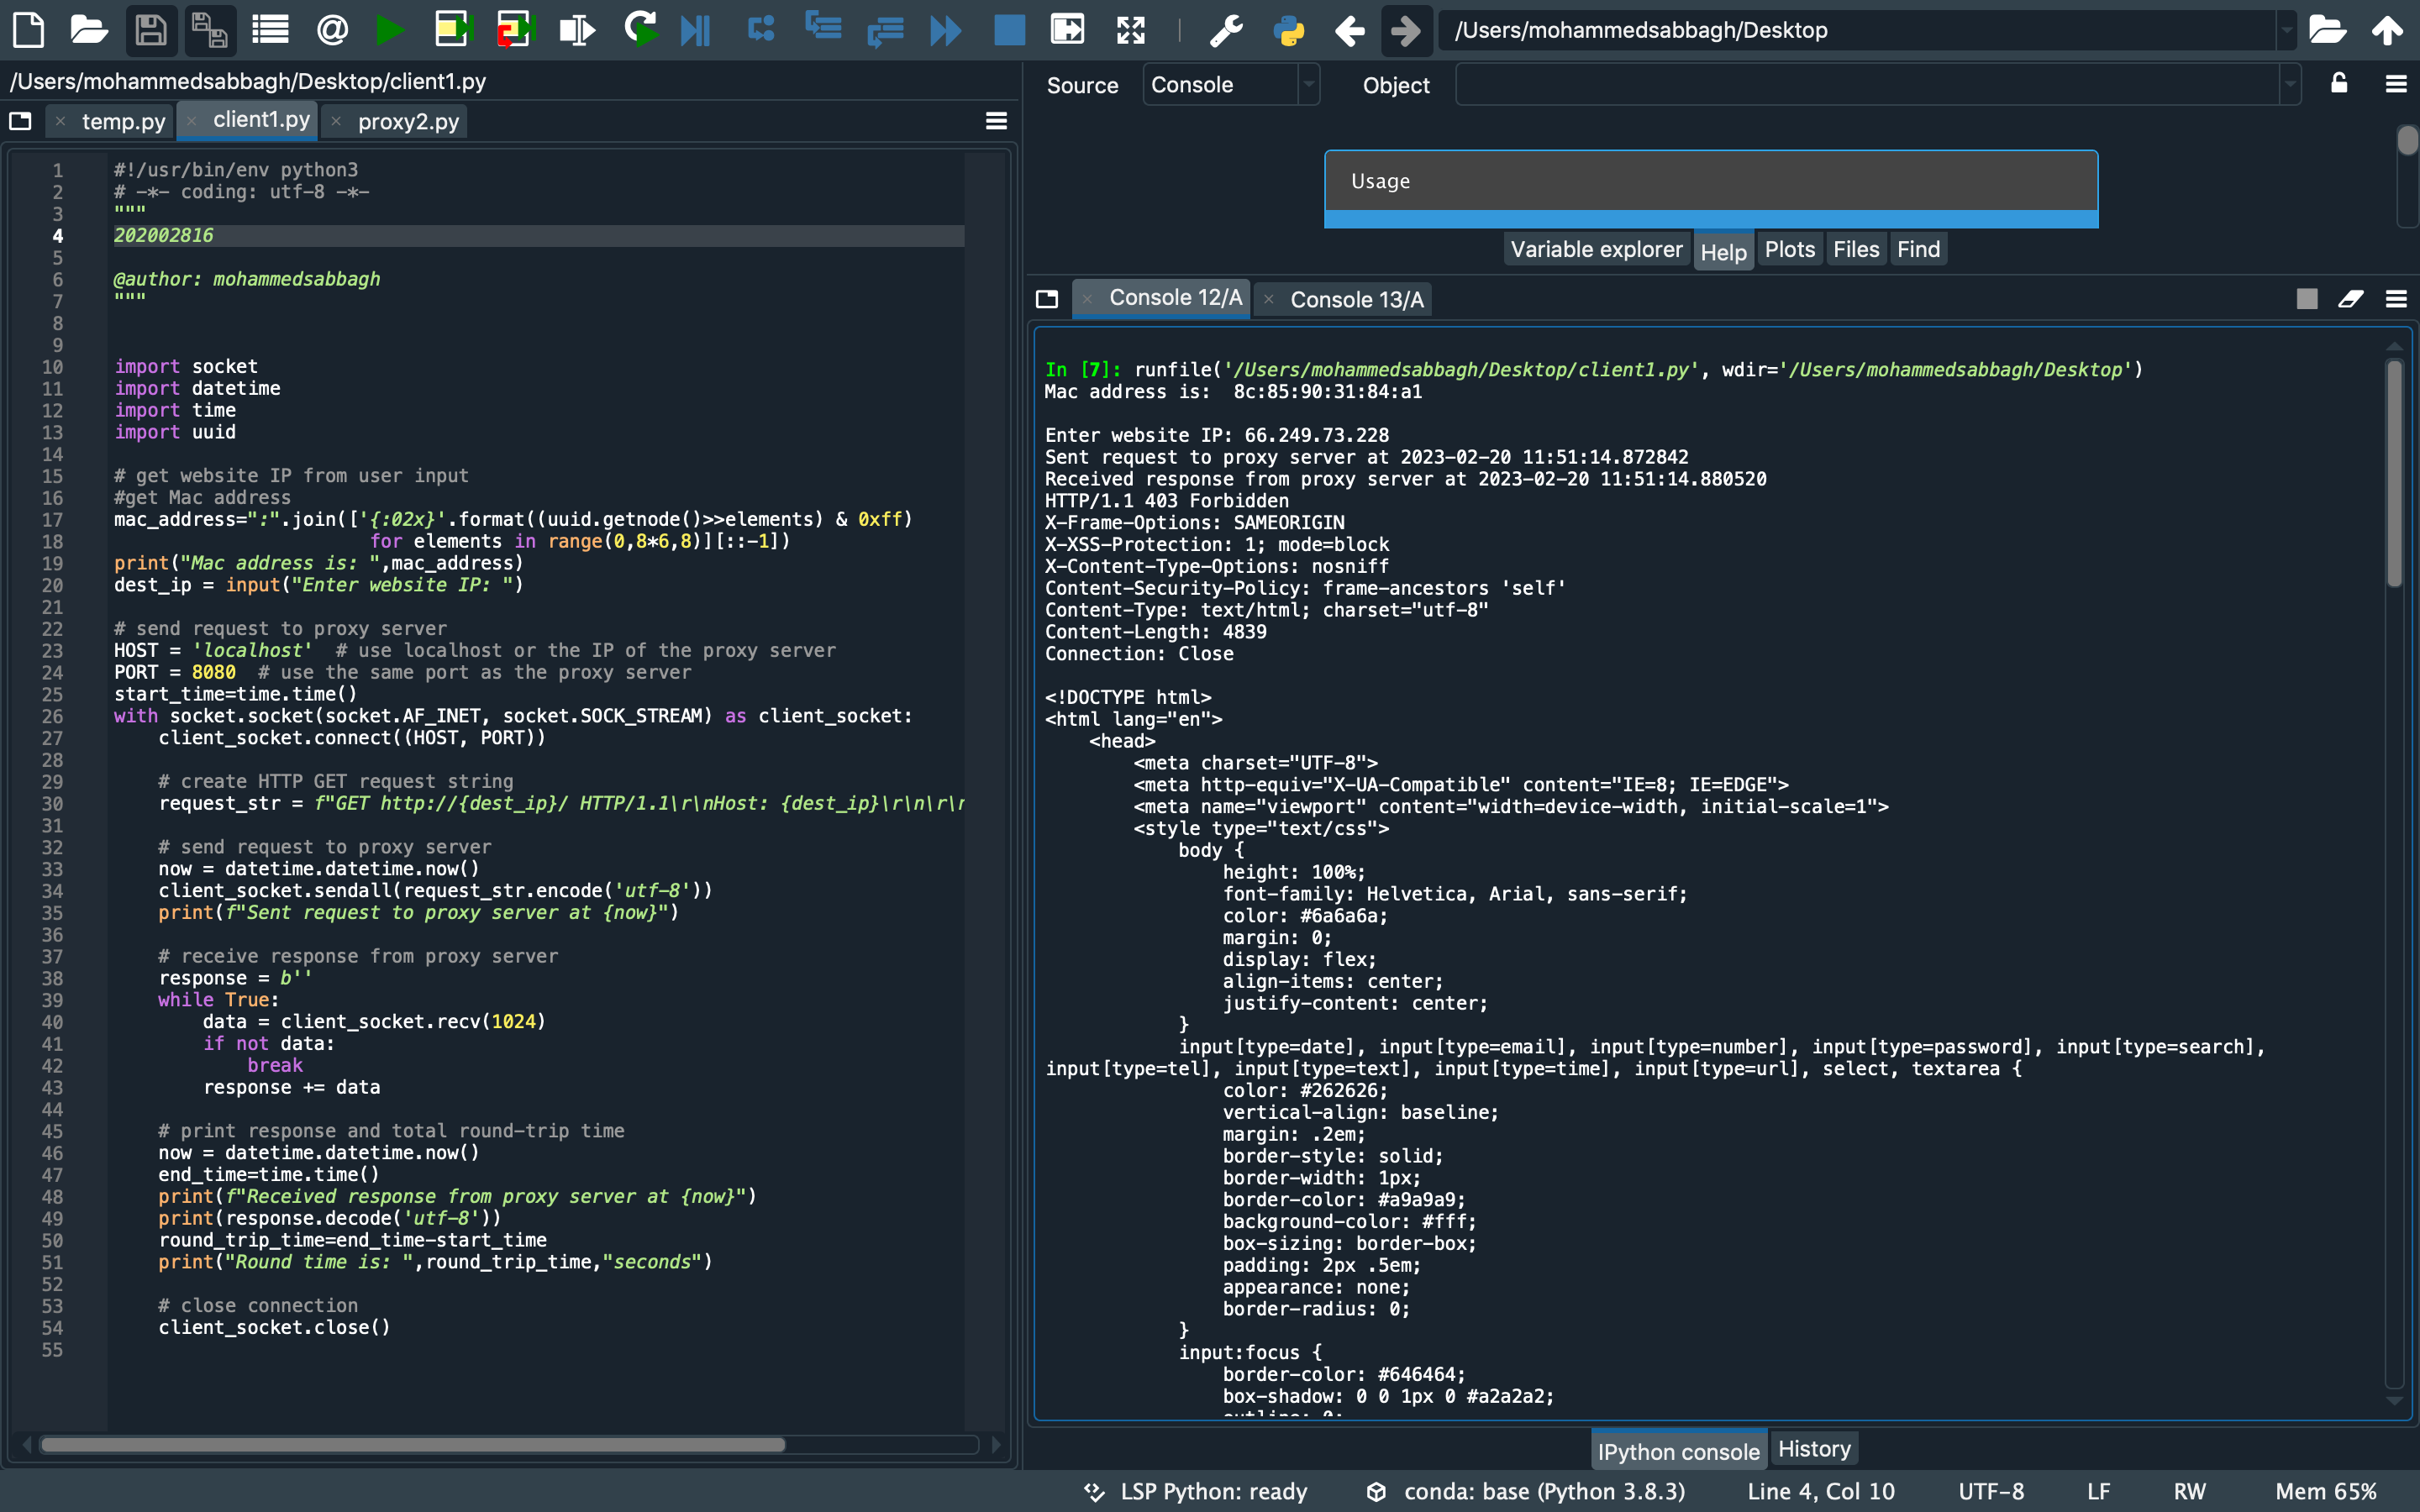 /Users/mohammedsabbagh/Desktop
/Users/mohammedsabbagh/Desktop/client1.py
temp.py
client1.py
proxy2.py
1 #!/usr/bin/env python3
2 # -*- coding: utf-8 -*-
3 """
4 202002816
5
6 @author: mohammedsabbagh
7 """
8
9
10 import socket
11 import datetime
12 import time
13 import uuid
14
15 # get website IP from user input
16 #get Mac address
17 mac_address=":".join(['{:02x}'.format((uuid.getnode()>>elements) & 0xff)
18 for elements in range(0,8*6,8)][::-1])
19 print("Mac address is: ",mac_address)
20 dest_ip = input("Enter website IP: ")
21
22 # send request to proxy server
23 HOST = 'localhost'  # use localhost or the IP of the proxy server
24 PORT = 8080  # use the same port as the proxy server
25 start_time=time.time()
26 with socket.socket(socket.AF_INET, socket.SOCK_STREAM) as client_socket:
27     client_socket.connect((HOST, PORT))
28
29     # create HTTP GET request string
30     request_str = f"GET http://{dest_ip}/ HTTP/1.1\r\nHost: {dest_ip}\r\n\r\n
31
32     # send request to proxy server
33     now = datetime.datetime.now()
34     client_socket.sendall(request_str.encode('utf-8'))
35     print(f"Sent request to proxy server at {now}")
36
37     # receive response from proxy server
38     response = b''
39     while True:
40         data = client_socket.recv(1024)
41         if not data:
42             break
43         response += data
44
45     # print response and total round-trip time
46     now = datetime.datetime.now()
47     end_time=time.time()
48     print(f"Received response from proxy server at {now}")
49     print(response.decode('utf-8'))
50     round_trip_time=end_time-start_time
51     print("Round time is: ",round_trip_time,"seconds")
52
53     # close connection
54     client_socket.close()
55
Source Console Object
Usage
Variable explorer Help Plots Files Find
Console 12/A Console 13/A
In [7]: runfile('/Users/mohammedsabbagh/Desktop/client1.py', wdir='/Users/mohammedsabbagh/Desktop')
Mac address is:  8c:85:90:31:84:a1
Enter website IP: 66.249.73.228
Sent request to proxy server at 2023-02-20 11:51:14.872842
Received response from proxy server at 2023-02-20 11:51:14.880520
HTTP/1.1 403 Forbidden
X-Frame-Options: SAMEORIGIN
X-XSS-Protection: 1; mode=block
X-Content-Type-Options: nosniff
Content-Security-Policy: frame-ancestors 'self'
Content-Type: text/html; charset="utf-8"
Content-Length: 4839
Connection: Close
<!DOCTYPE html>
<html lang="en">
<head>
<meta charset="UTF-8">
<meta http-equiv="X-UA-Compatible" content="IE=8; IE=EDGE">
<meta name="viewport" content="width=device-width, initial-scale=1">
<style type="text/css">
body {
height: 100%;
font-family: Helvetica, Arial, sans-serif;
color: #6a6a6a;
margin: 0;
display: flex;
align-items: center;
justify-content: center;
}
input[type=date], input[type=email], input[type=number], input[type=password], input[type=search],
input[type=tel], input[type=text], input[type=time], input[type=url], select, textarea {
color: #262626;
vertical-align: baseline;
margin: .2em;
border-style: solid;
border-width: 1px;
border-color: #a9a9a9;
background-color: #fff;
box-sizing: border-box;
padding: 2px .5em;
appearance: none;
border-radius: 0;
}
input:focus {
border-color: #646464;
box-shadow: 0 0 1px 0 #a2a2a2;
outline: 0;
IPython console History
LSP Python: ready conda: base (Python 3.8.3) Line 4, Col 10 UTF-8 LF RW Mem 65%